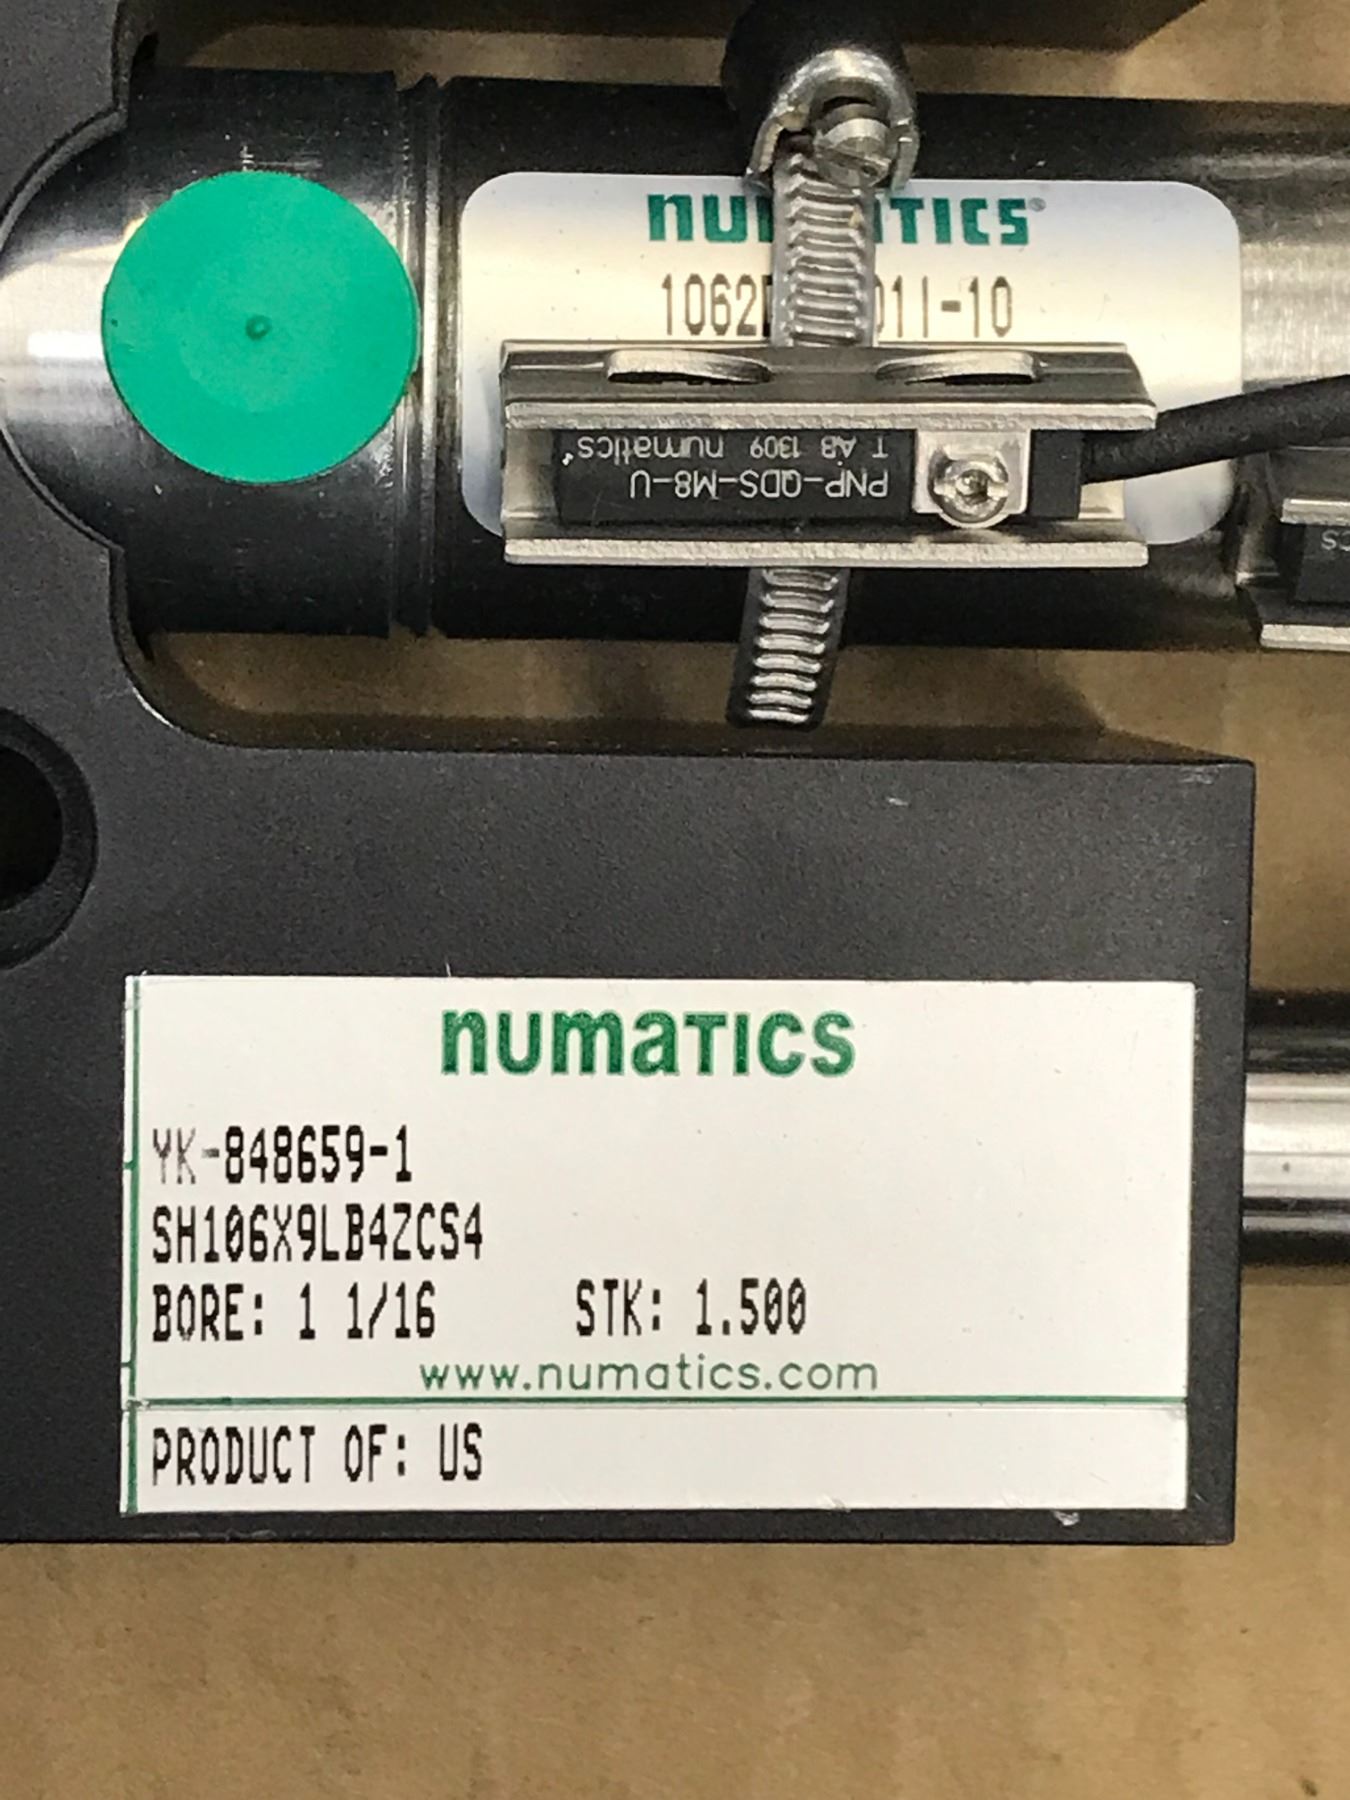 numatics®
PNP-QDS-M8-U
T AB 1309 numatics
numatics
YK-848659-1
SH106X9LB4ZCS4
BORE: 1 1/16 STK: 1.500
www.numatics.com
PRODUCT OF: US